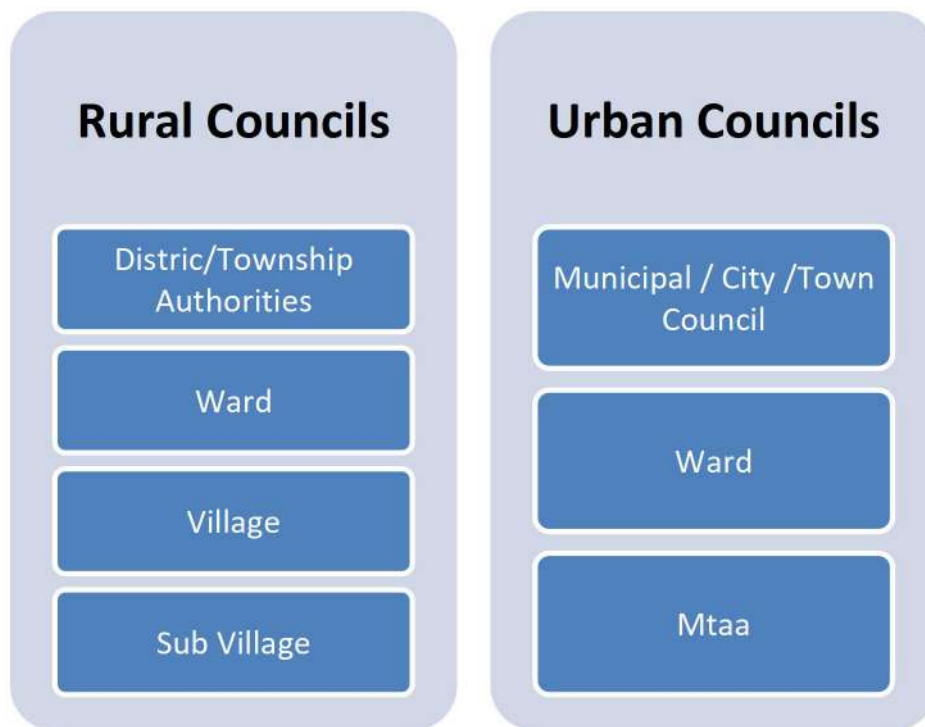 Rural Councils
Distric/Township
Authorities
Ward
Village
Sub Village
Urban Councils
Municipal / City /Town
Council
Ward
Mtaa